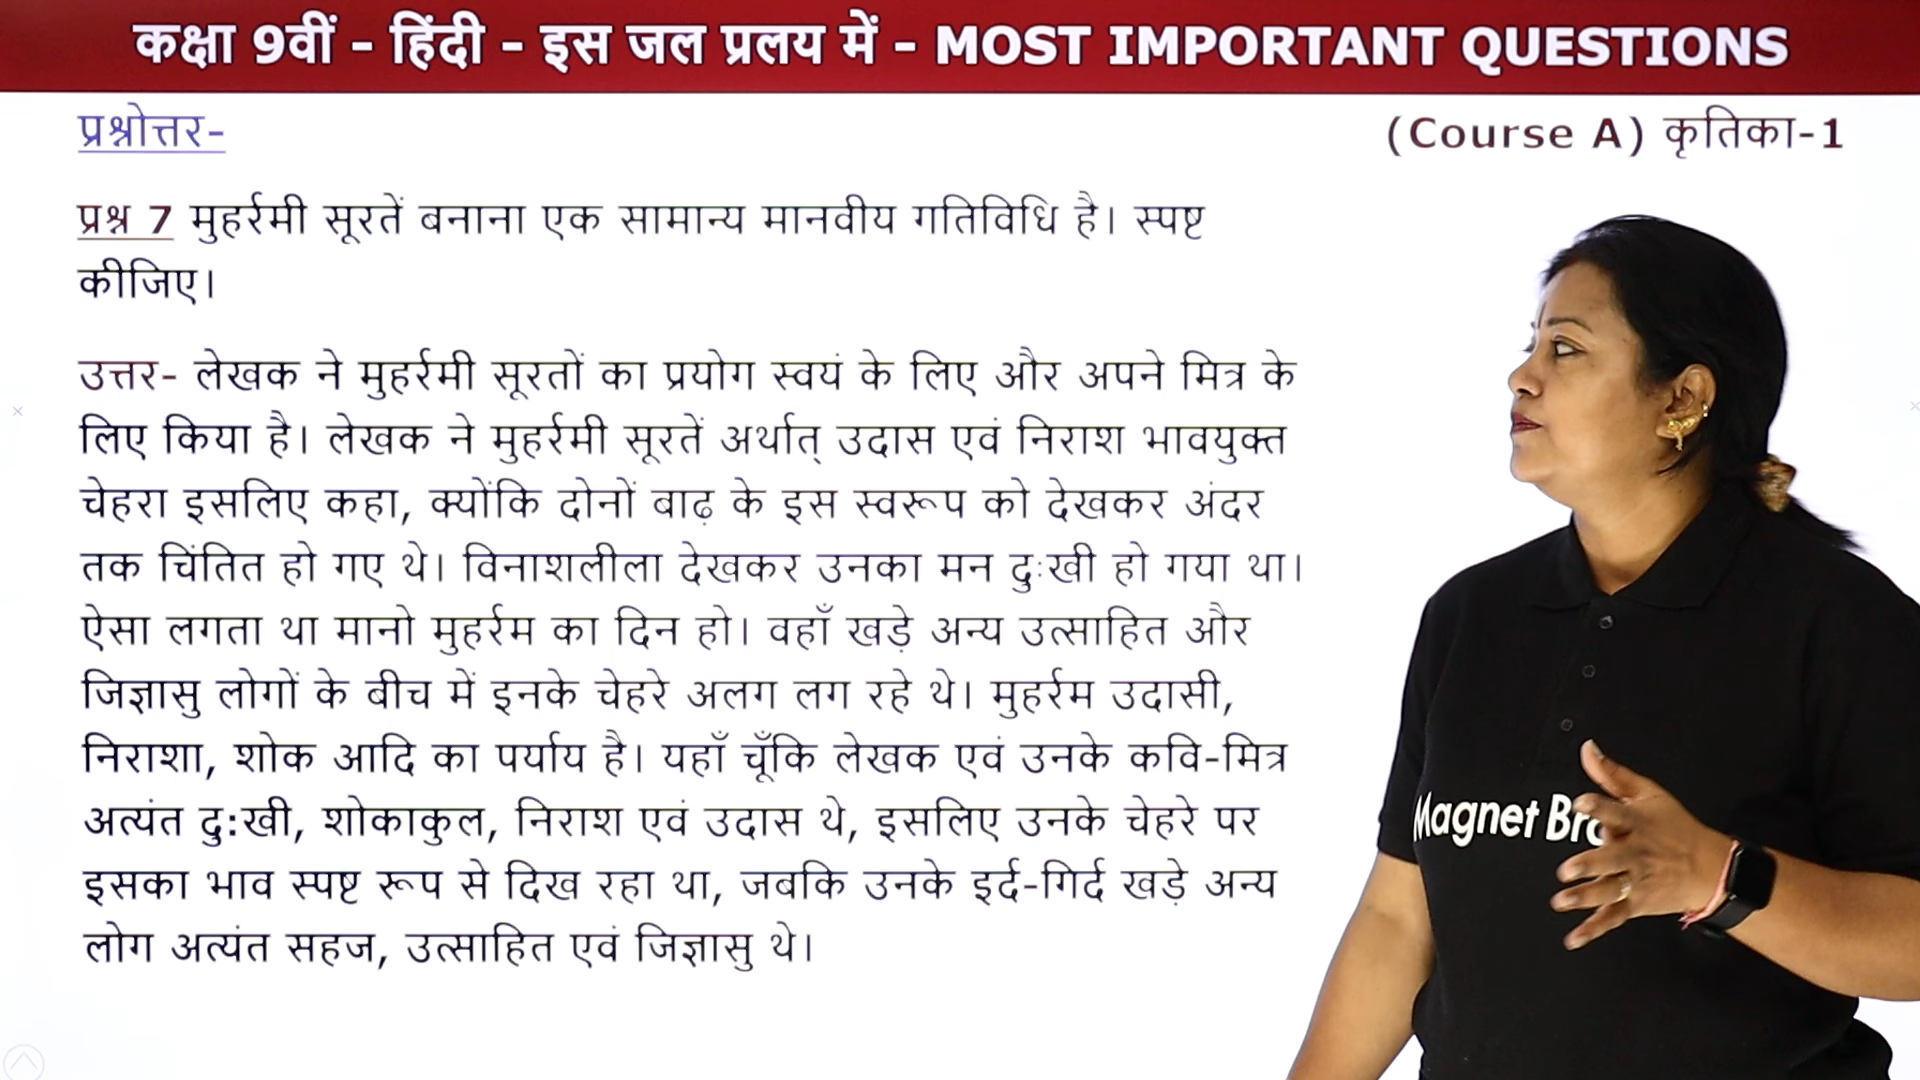 कक्षा 9वीं - हिंदी - इस जल प्रलय में - MOST IMPORTANT QUESTIONS
प्रश्नोत्तर-
(Course A) कृतिका-1
प्रश्न 7 मुहर्रमी सूरतें बनाना एक सामान्य मानवीय गतिविधि है। स्पष्ट
कीजिए।
उत्तर- लेखक ने मुहर्रमी सूरतों का प्रयोग स्वयं के लिए और अपने मित्र के
लिए किया है। लेखक ने मुहर्रमी सूरतें अर्थात् उदास एवं निराश भावयुक्त
चेहरा इसलिए कहा, क्योंकि दोनों बाढ़ के इस स्वरूप को देखकर अंदर
तक चिंतित हो गए थे। विनाशलीला देखकर उनका मन दुःखी हो गया था।
ऐसा लगता था मानो मुहर्रम का दिन हो। वहाँ खड़े अन्य उत्साहित और
जिज्ञासु लोगों के बीच में इनके चेहरे अलग लग रहे थे। मुहर्रम उदासी,
निराशा, शोक आदि का पर्याय है। यहाँ चूँकि लेखक एवं उनके कवि-मित्र
अत्यंत दु:खी, शोकाकुल, निराश एवं उदास थे, इसलिए उनके चेहरे पर
इसका भाव स्पष्ट रूप से दिख रहा था, जबकि उनके इर्द-गिर्द खड़े अन्य
लोग अत्यंत सहज, उत्साहित एवं जिज्ञासु थे।
Magnet Br